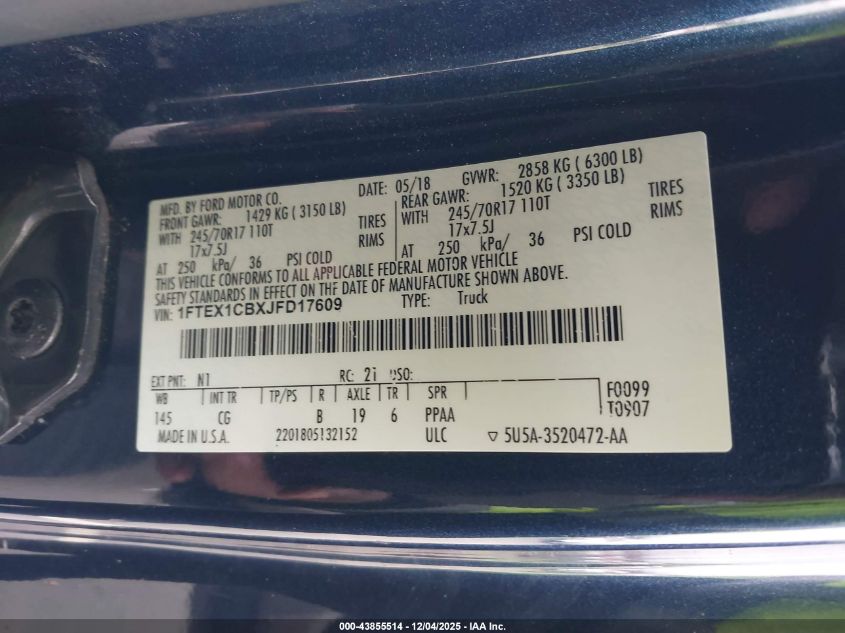 MFD. BY FORD MOTOR CO. DATE: 05/18 GVWR: 2858 KG ( 6300 LB)
FRONT GAWR: 1429 KG ( 3150 LB) REAR GAWR: 1520 KG ( 3350 LB)
WITH 245/70R17 110T TIRES WITH 245/70R17 110T TIRES
17x7.5J RIMS 17x7.5J RIMS
AT 250 kPa/ 36 PSI COLD AT 250 kPa/ 36 PSI COLD
THIS VEHICLE CONFORMS TO ALL APPLICABLE FEDERAL MOTOR VEHICLE
SAFETY STANDARDS IN EFFECT ON THE DATE OF MANUFACTURE SHOWN ABOVE.
VIN: 1FTEX1CBXJFD17609 TYPE: Truck
EXT PNT: N1 RC: 21 DSO:
WB INT TR TP/PS R AXLE TR SPR F0099
145 CG B 19 6 PPAA T0907
MADE IN U.S.A. 2201805132152 ULC ▽ 5U5A-3520472-AA
000-43855514 - 12/04/2025 - IAA Inc.